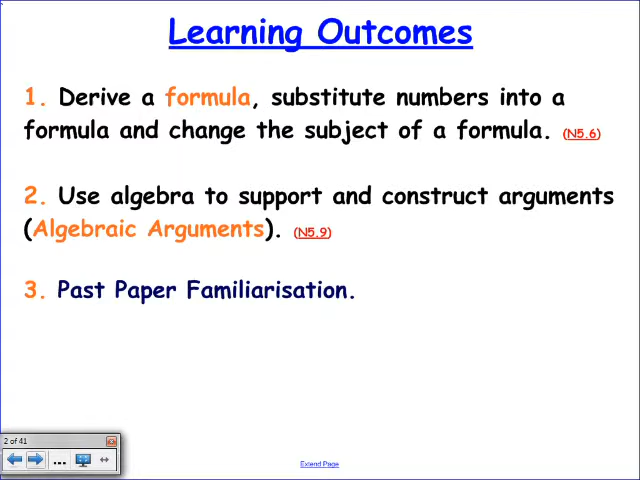 Learning Outcomes
1. Derive a formula, substitute numbers into a
formula and change the subject of a formula. (N5.6)
2. Use algebra to support and construct arguments
(Algebraic Arguments). (N5.9)
3. Past Paper Familiarisation.
2 of 41
...
Extend Page